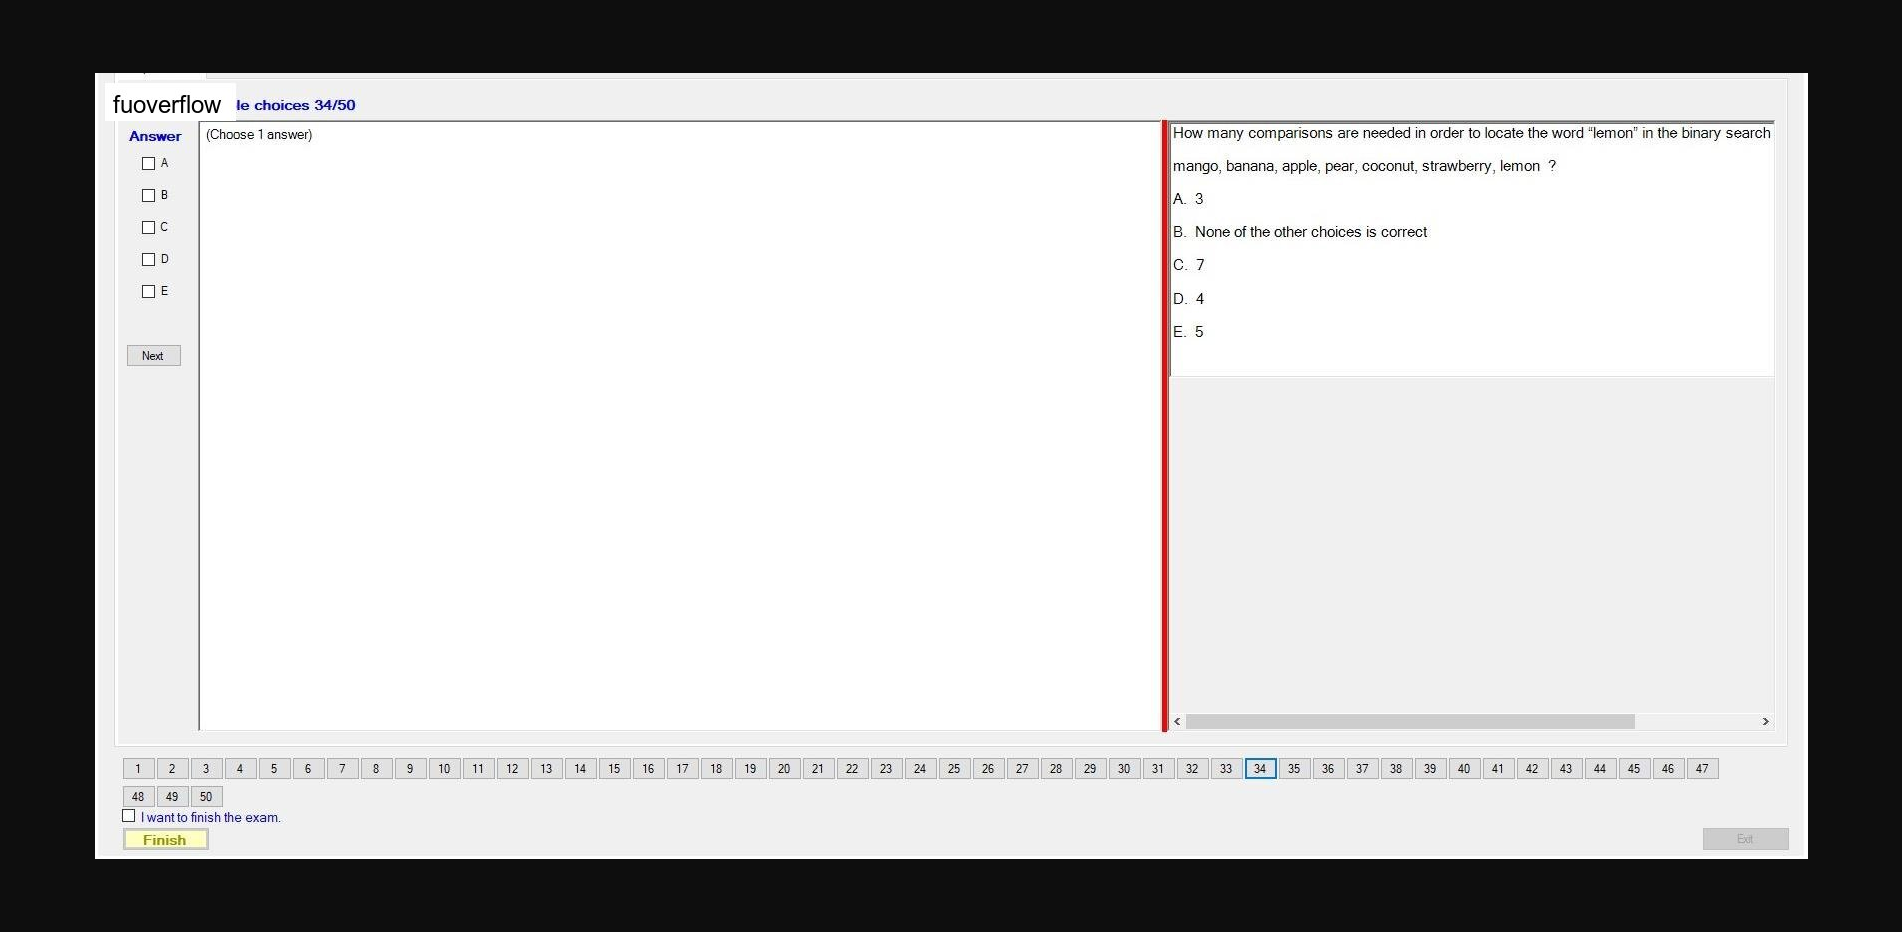 fuoverflow
le choices 34/50
Answer
(Choose 1 answer)
A
B
C
D
E
Next
How many comparisons are needed in order to locate the word “lemon” in the binary search
mango, banana, apple, pear, coconut, strawberry, lemon ?
A. 3
B. None of the other choices is correct
C. 7
D. 4
E. 5
1 2 3 4 5 6 7 8 9 10 11 12 13 14 15 16 17 18 19 20 21 22 23 24 25 26 27 28 29 30 31 32 33 34 35 36 37 38 39 40 41 42 43 44 45 46 47
48 49 50
I want to finish the exam.
Finish
Exit